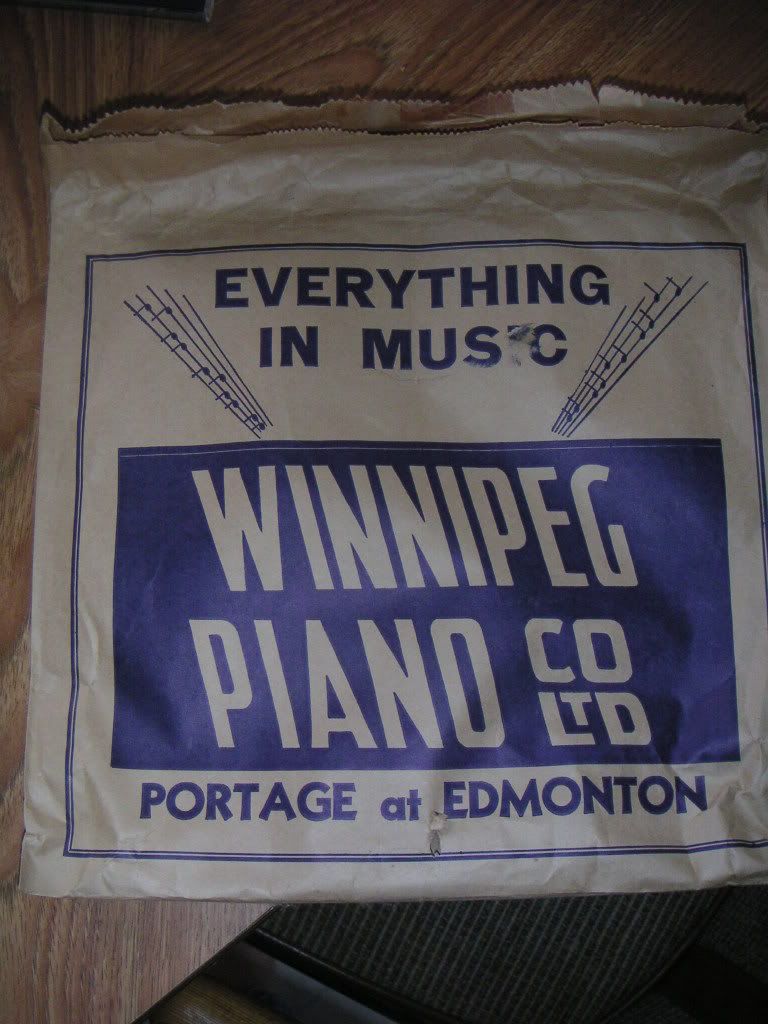 EVERYTHING
IN MUSIC
WINNIPEG
PIANO CO
LTD
PORTAGE at EDMONTON